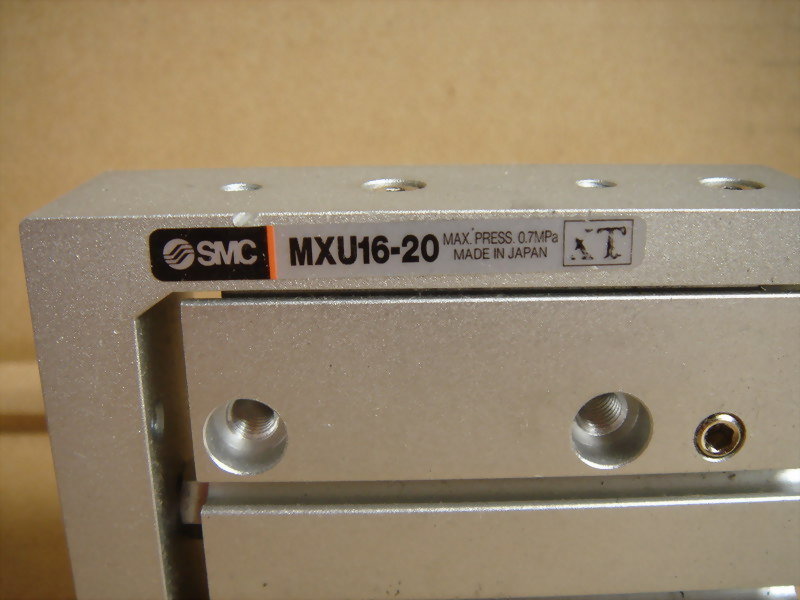 SMC MXU16-20 MAX. PRESS. 0.7MPa
MADE IN JAPAN